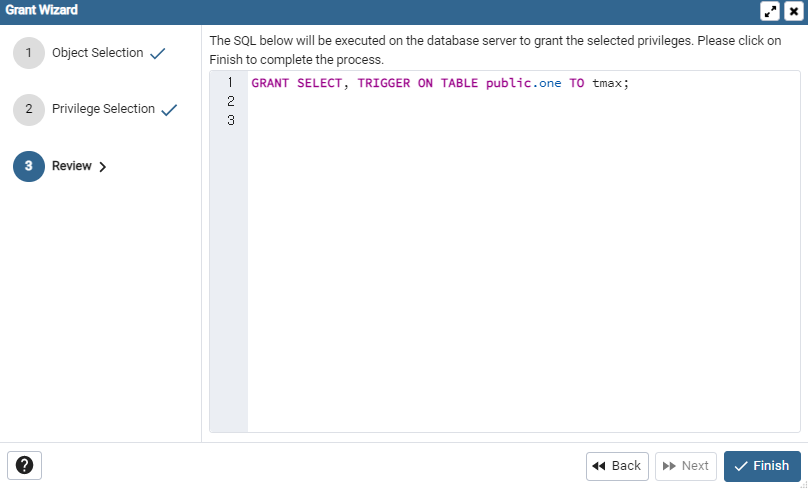 Grant Wizard
1 Object Selection
2 Privilege Selection
3 Review
The SQL below will be executed on the database server to grant the selected privileges. Please click on
Finish to complete the process.
1 GRANT SELECT, TRIGGER ON TABLE public.one TO tmax;
2
3
?
Back
Next
Finish